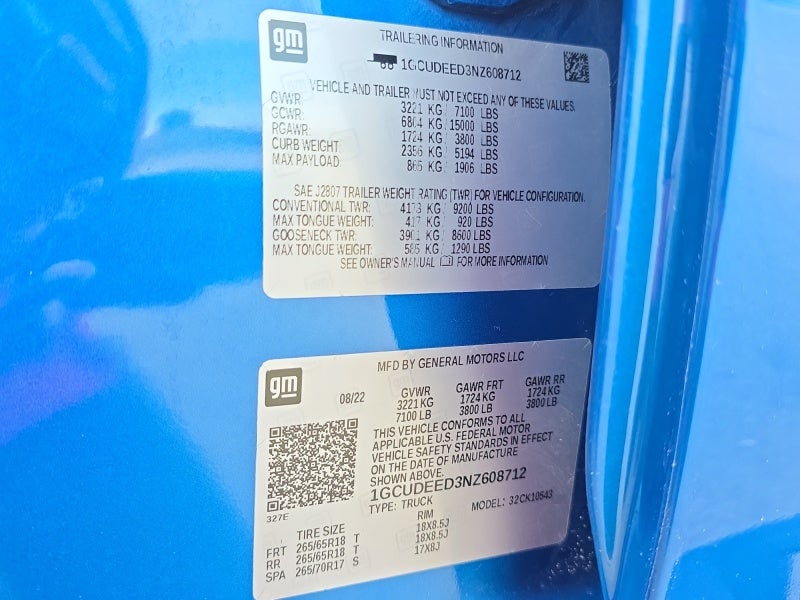 gm
TRAILERING INFORMATION
1GCUDEED3NZ608712
VEHICLE AND TRAILER MUST NOT EXCEED ANY OF THESE VALUES.
GVWR: 3221 KG / 7100 LBS
GCWR: 6804 KG / 15000 LBS
RGAWR: 1724 KG / 3800 LBS
CURB WEIGHT: 2356 KG / 5194 LBS
MAX PAYLOAD: 865 KG / 1906 LBS
SAE J2807 TRAILER WEIGHT RATING (TWR) FOR VEHICLE CONFIGURATION.
CONVENTIONAL TWR: 4173 KG / 9200 LBS
MAX TONGUE WEIGHT: 417 KG / 920 LBS
GOOSENECK TWR: 3901 KG / 8600 LBS
MAX TONGUE WEIGHT: 585 KG / 1290 LBS
SEE OWNER'S MANUAL FOR MORE INFORMATION
gm
MFD BY GENERAL MOTORS LLC
08/22 GVWR GAWR FRT GAWR RR
3221 KG 1724 KG 1724 KG
7100 LB 3800 LB 3800 LB
THIS VEHICLE CONFORMS TO ALL
APPLICABLE U.S. FEDERAL MOTOR
VEHICLE SAFETY STANDARDS IN EFFECT
ON THE DATE OF MANUFACTURE
SHOWN ABOVE.
1GCUDEED3NZ608712
TYPE: TRUCK MODEL: 32CK10543
327E
TIRE SIZE RIM
FRT 265/65R18 T 18X8.5J
RR 265/65R18 T 18X8.5J
SPA 265/70R17 S 17X8J